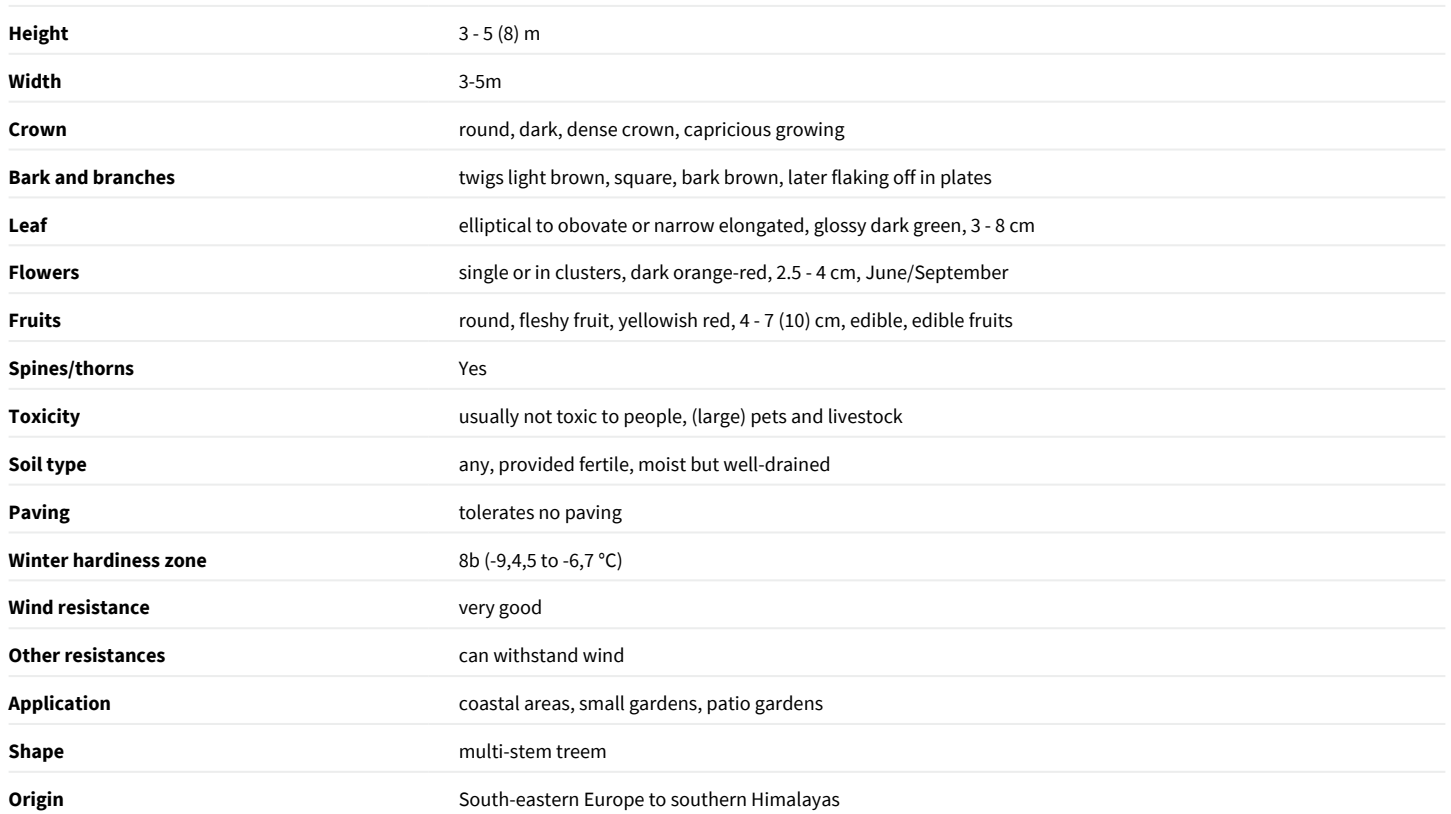 Height 3 - 5 (8) m
Width 3-5m
Crown round, dark, dense crown, capricious growing
Bark and branches twigs light brown, square, bark brown, later flaking off in plates
Leaf elliptical to obovate or narrow elongated, glossy dark green, 3 - 8 cm
Flowers single or in clusters, dark orange-red, 2.5 - 4 cm, June/September
Fruits round, fleshy fruit, yellowish red, 4 - 7 (10) cm, edible, edible fruits
Spines/thorns Yes
Toxicity usually not toxic to people, (large) pets and livestock
Soil type any, provided fertile, moist but well-drained
Paving tolerates no paving
Winter hardiness zone 8b (-9,4,5 to -6,7 °C)
Wind resistance very good
Other resistances can withstand wind
Application coastal areas, small gardens, patio gardens
Shape multi-stem treem
Origin South-eastern Europe to southern Himalayas